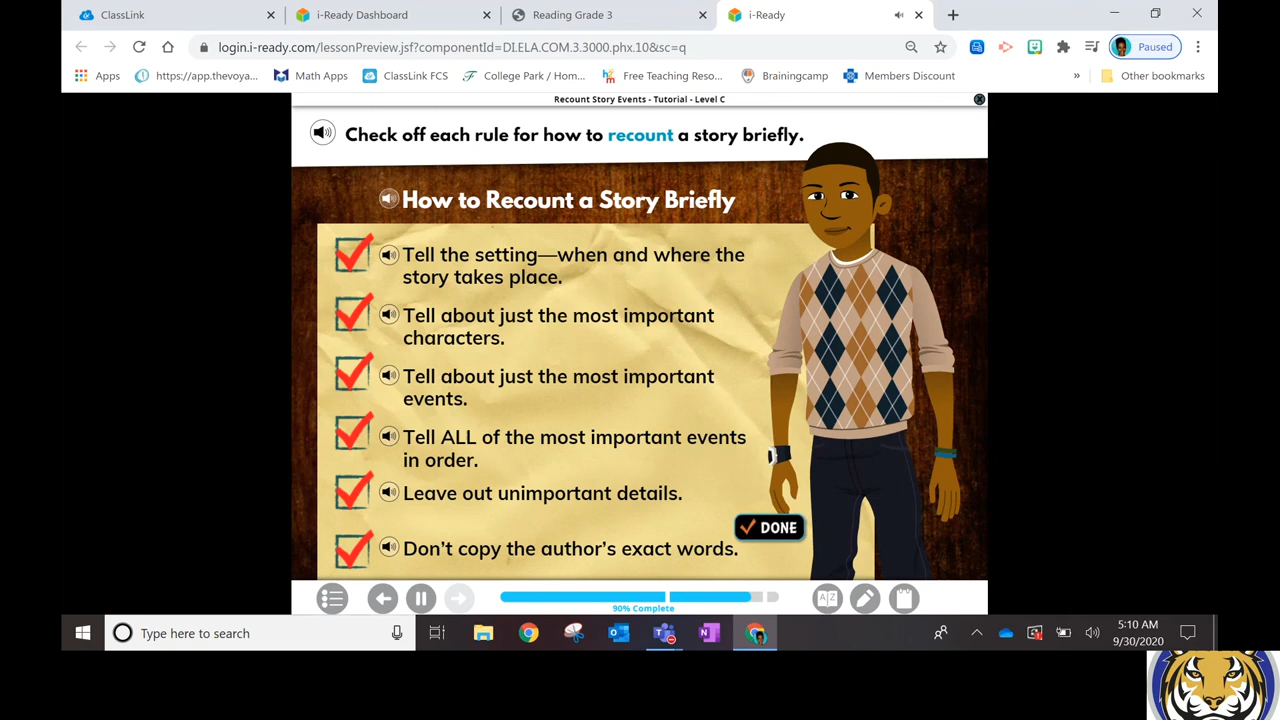 ClassLink
i-Ready Dashboard
Reading Grade 3
i-Ready
login.i-ready.com/lessonPreview.jsf?componentId=DI.ELA.COM.3.3000.phx.10&sc=q
Paused
Apps
https://app.thevoya...
Math Apps
ClassLink FCS
College Park / Hom...
Free Teaching Reso...
Brainingcamp
Members Discount
»
Other bookmarks
Recount Story Events - Tutorial - Level C
Check off each rule for how to recount a story briefly.
How to Recount a Story Briefly
Tell the setting—when and where the
story takes place.
Tell about just the most important
characters.
Tell about just the most important
events.
Tell ALL of the most important events
in order.
Leave out unimportant details.
DONE
Don't copy the author's exact words.
90% Complete
A Z
Type here to search
5:10 AM
9/30/2020